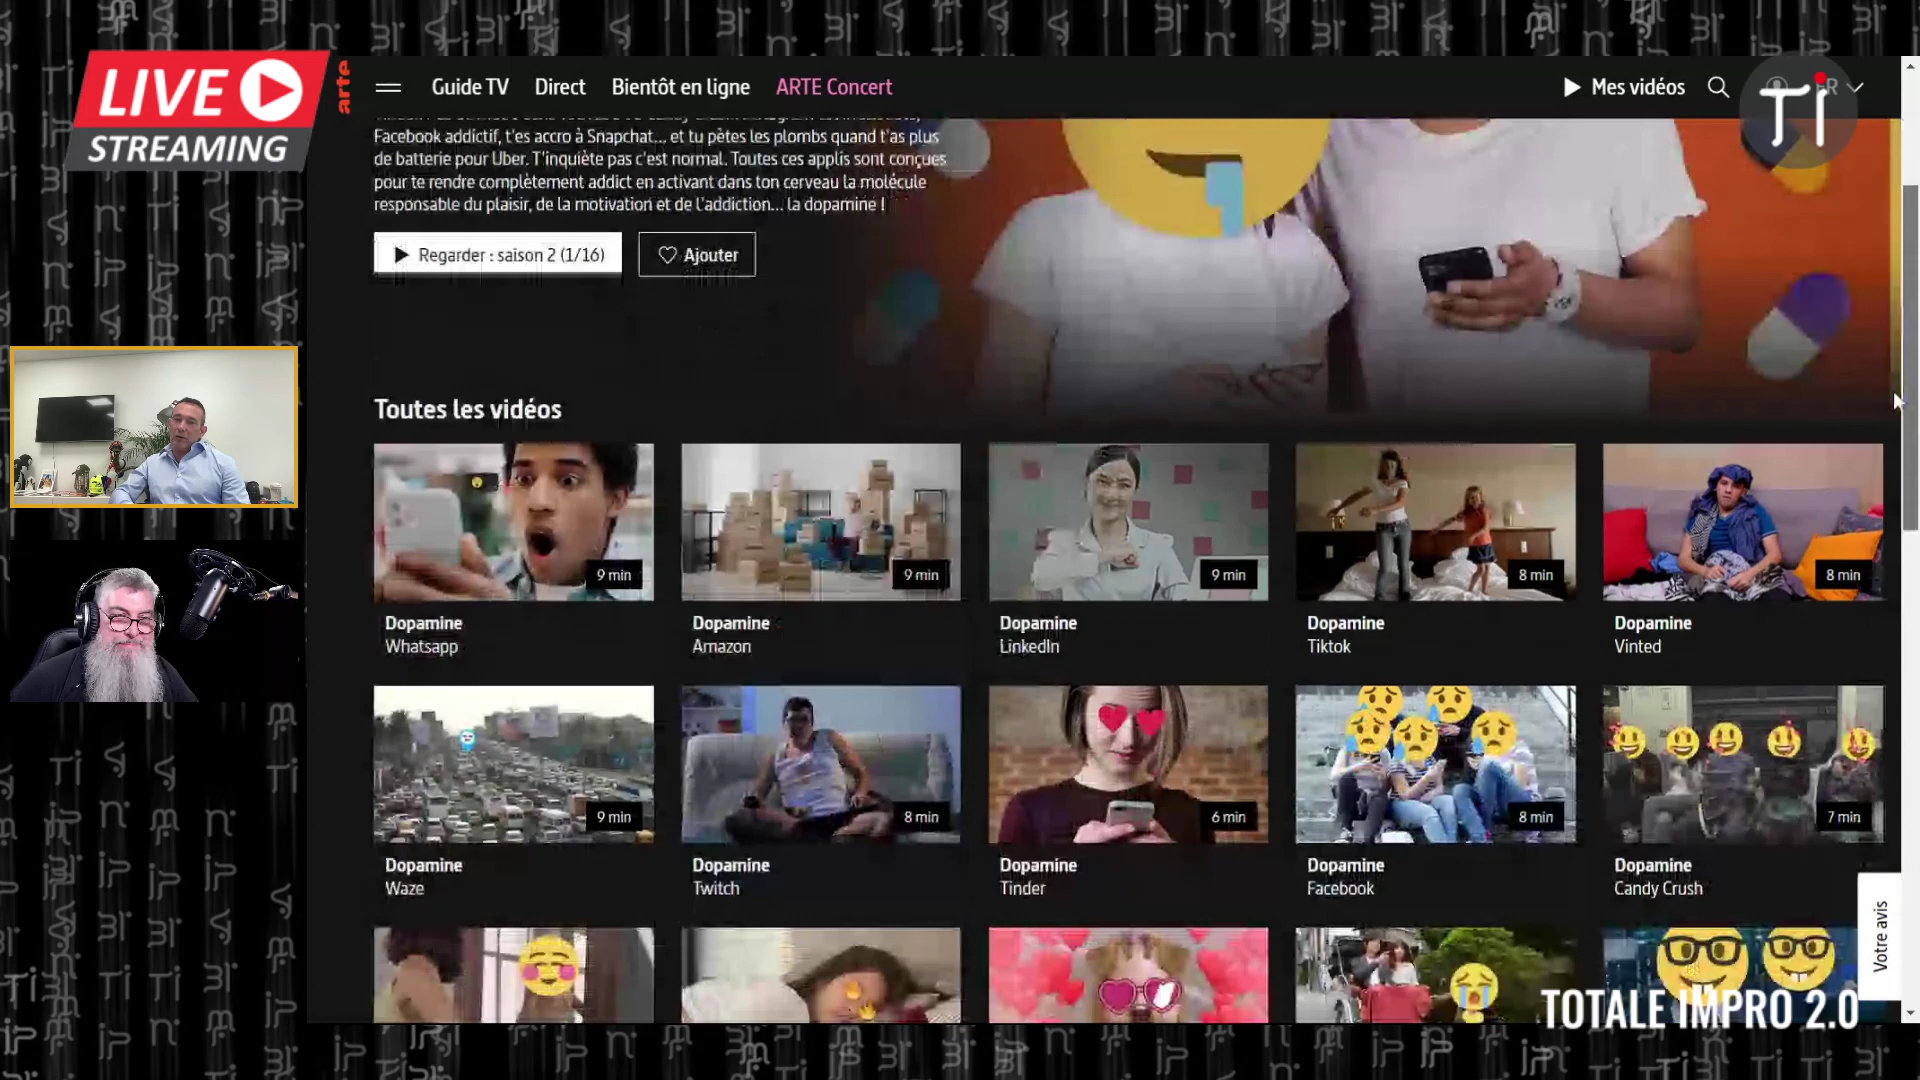 LIVE
STREAMING
arte
Guide TV
Direct
Bientôt en ligne
ARTE Concert
Mes vidéos
Ti
Facebook addictif, t'es accro à Snapchat... et tu pètes les plombs quand t'as plus
de batterie pour Uber. T'inquiète pas c'est normal. Toutes ces applis sont conçues
pour te rendre complètement addict en activant dans ton cerveau la molécule
responsable du plaisir, de la motivation et de l'addiction... la dopamine !
Regarder : saison 2 (1/16)
Ajouter
Toutes les vidéos
9 min
9 min
9 min
8 min
8 min
Dopamine
Whatsapp
Dopamine
Amazon
Dopamine
LinkedIn
Dopamine
Tiktok
Dopamine
Vinted
9 min
8 min
6 min
8 min
7 min
Dopamine
Waze
Dopamine
Twitch
Dopamine
Tinder
Dopamine
Facebook
Dopamine
Candy Crush
Votre avis
TOTALE IMPRO 2.0